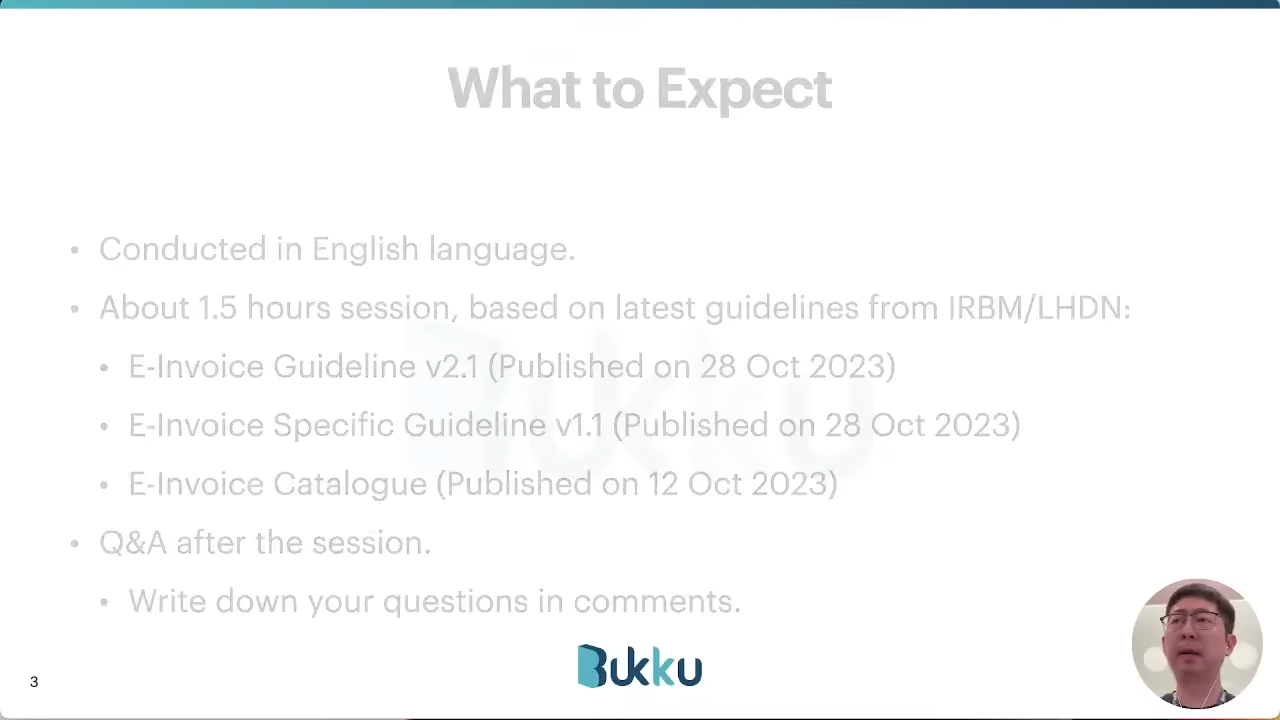 What to Expect
• Conducted in English language.
• About 1.5 hours session, based on latest guidelines from IRBM/LHDN:
• E-Invoice Guideline v2.1 (Published on 28 Oct 2023)
• E-Invoice Specific Guideline v1.1 (Published on 28 Oct 2023)
• E-Invoice Catalogue (Published on 12 Oct 2023)
• Q&A after the session.
• Write down your questions in comments.
Bukku
3